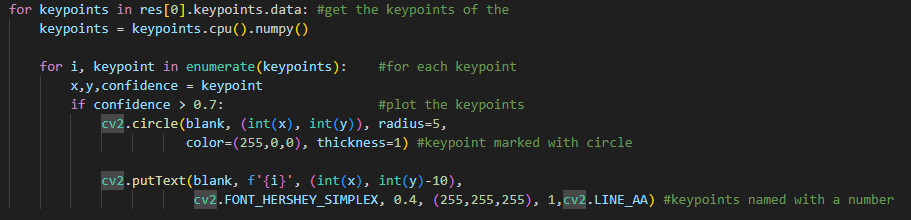 for keypoints in res[0].keypoints.data: #get the keypoints of the
keypoints = keypoints.cpu().numpy()
for i, keypoint in enumerate(keypoints): #for each keypoint
x,y,confidence = keypoint
if confidence > 0.7: #plot the keypoints
cv2.circle(blank, (int(x), int(y)), radius=5,
color=(255,0,0), thickness=1) #keypoint marked with circle
cv2.putText(blank, f'{i}', (int(x), int(y)-10),
cv2.FONT_HERSHEY_SIMPLEX, 0.4, (255,255,255), 1,cv2.LINE_AA) #keypoints named with a number